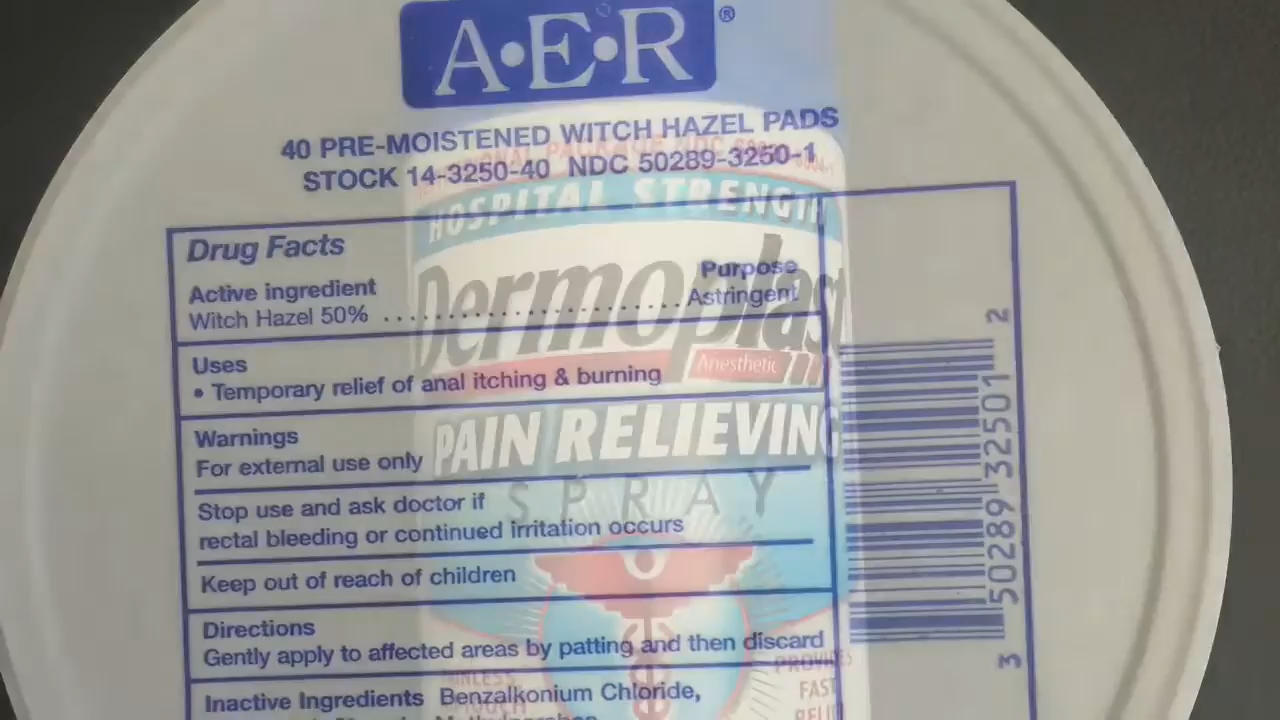 A•E•R®
40 PRE-MOISTENED WITCH HAZEL PADS
STOCK 14-3250-40 NDC 50289-3250-1
HOSPITAL STRENGTH
Dermoplast
Anesthetic
PAIN RELIEVING
SPRAY
PROVIDES
FAST
Drug Facts
Active ingredient Purpose
Witch Hazel 50% ........................ Astringent
Uses
• Temporary relief of anal itching & burning
Warnings
For external use only
Stop use and ask doctor if
rectal bleeding or continued irritation occurs
Keep out of reach of children
Directions
Gently apply to affected areas by patting and then discard
Inactive Ingredients Benzalkonium Chloride,
3 50289 32501 2